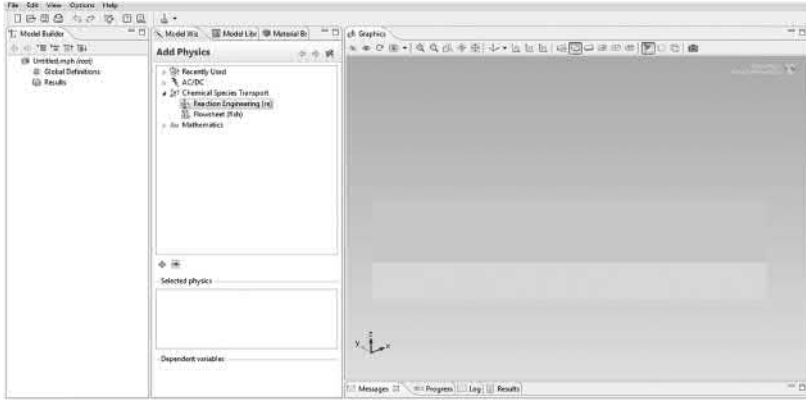 File Edit View Options Help
Model Builder
Untitled.mph (root)
Global Definitions
Results
Model Wiz
Model Libr
Material Br
Add Physics
Recently Used
AC/DC
Chemical Species Transport
Reaction Engineering (re)
Flowsheet (flsh)
Mathematics
Selected physics
Dependent variables
Graphics
z
y
x
Messages
Progress
Log
Results